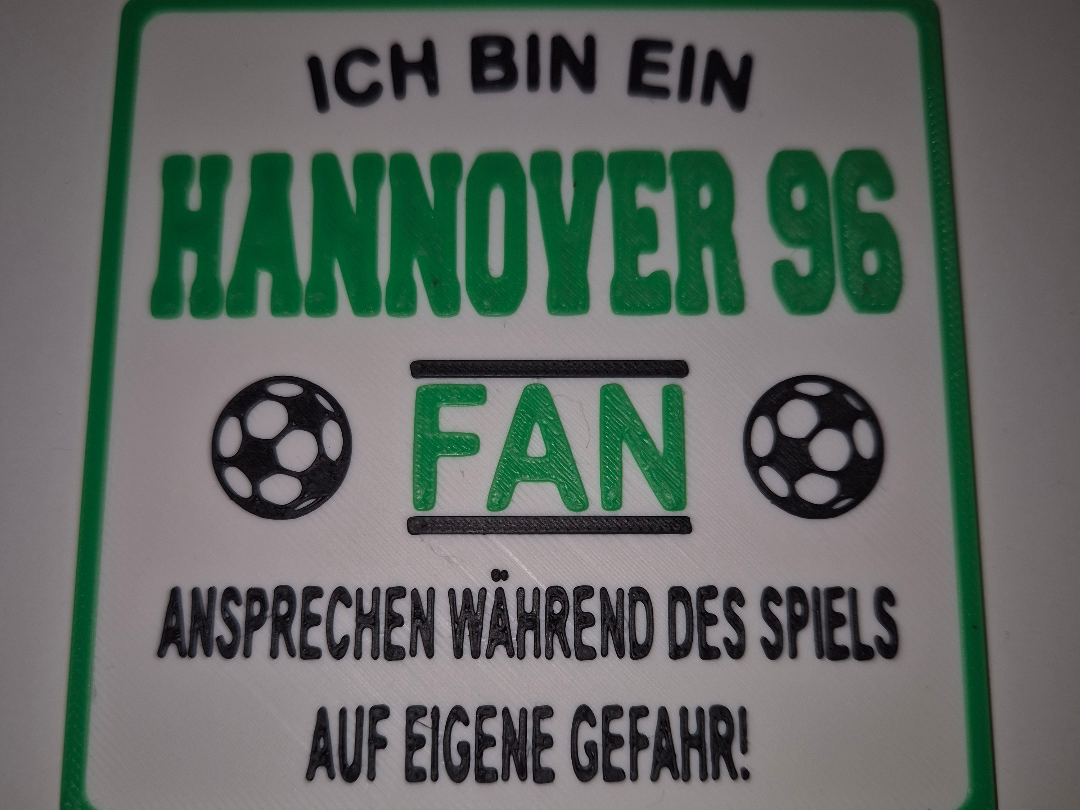 ICH BIN EIN
HANNOVER 96
FAN
ANSPRECHEN WÄHREND DES SPIELS
AUF EIGENE GEFAHR!